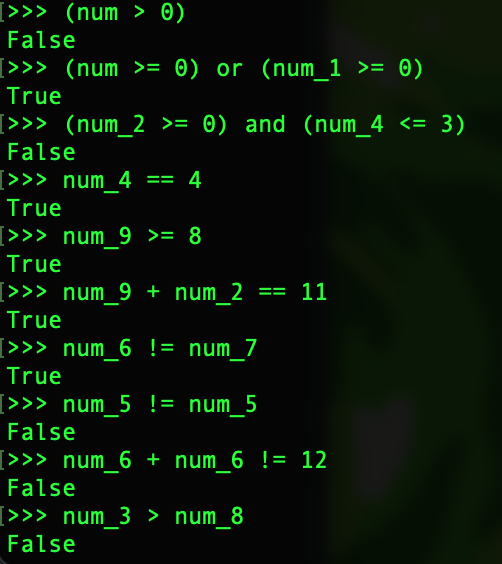 >>> (num > 0)
False
>>> (num >= 0) or (num_1 >= 0)
True
>>> (num_2 >= 0) and (num_4 <= 3)
False
>>> num_4 == 4
True
>>> num_9 >= 8
True
>>> num_9 + num_2 == 11
True
>>> num_6 != num_7
True
>>> num_5 != num_5
False
>>> num_6 + num_6 != 12
False
>>> num_3 > num_8
False